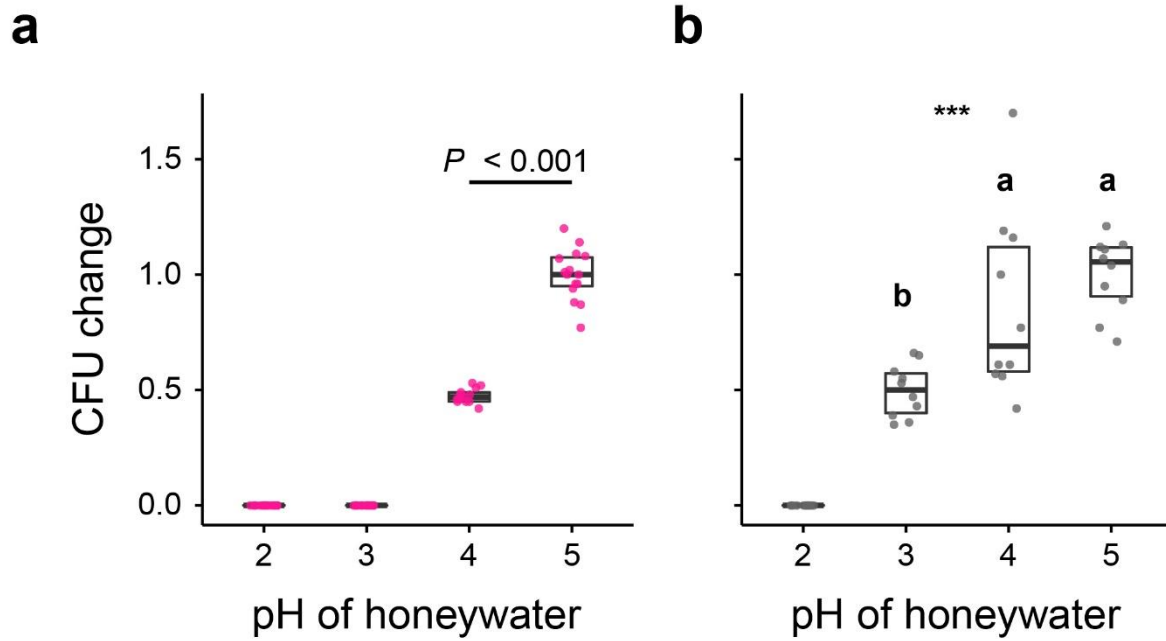 a
CFU change
1.5
1.0
0.5
0.0
P < 0.001
2 3 4 5
pH of honeywater
b
***
b
a
a
2 3 4 5
pH of honeywater